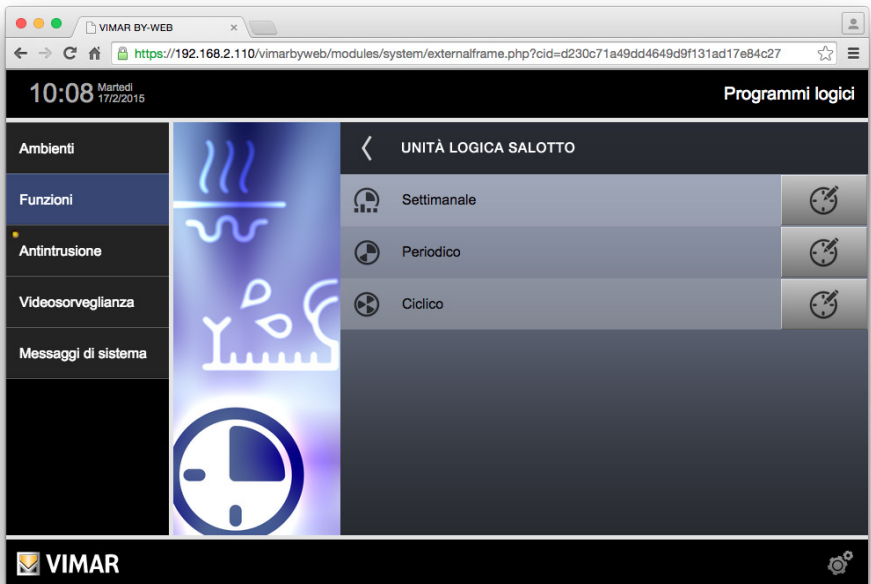 VIMAR BY-WEB
https://192.168.2.110/vimarbyweb/modules/system/externalframe.php?cid=d230c71a49dd4649d9f131ad17e84c27
10:08 Martedì 17/2/2015
Programmi logici
Ambienti
Funzioni
Antintrusione
Videosorveglianza
Messaggi di sistema
UNITÀ LOGICA SALOTTO
Settimanale
Periodico
Ciclico
VIMAR